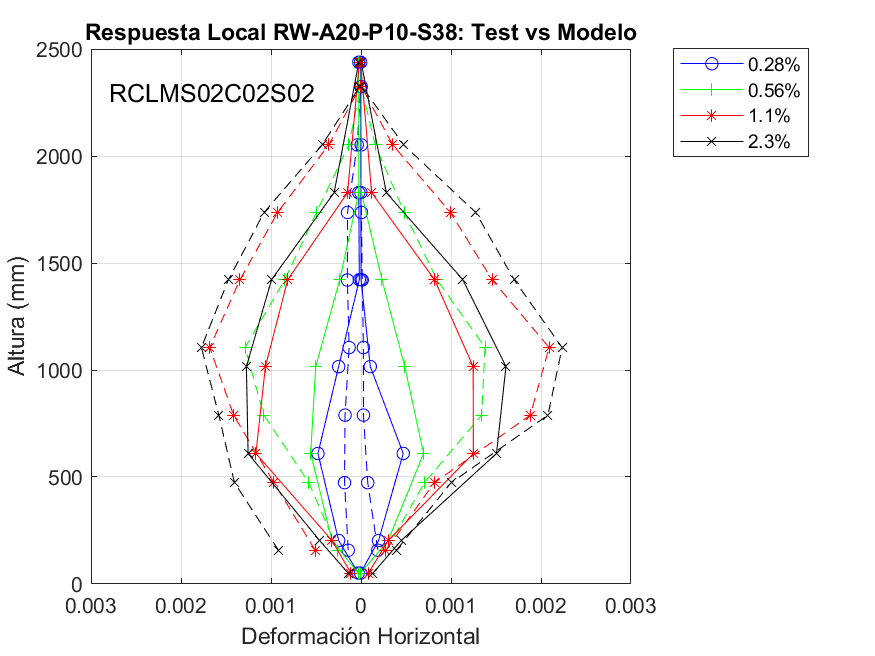 Respuesta Local RW-A20-P10-S38: Test vs Modelo
RCLMS02C02S02
0.28%
0.56%
1.1%
2.3%
Altura (mm)
2500
2000
1500
1000
500
0
0.003 0.002 0.001 0 0.001 0.002 0.003
Deformación Horizontal